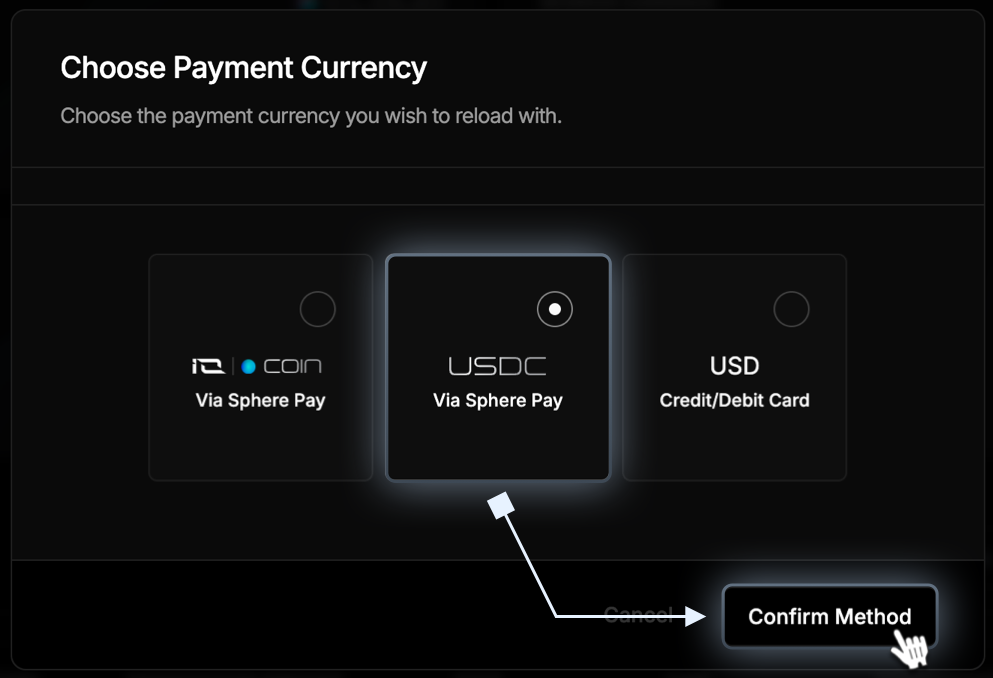 Choose Payment Currency
Choose the payment currency you wish to reload with.
IO | COIN
Via Sphere Pay
USDC
Via Sphere Pay
USD
Credit/Debit Card
Cancel
Confirm Method